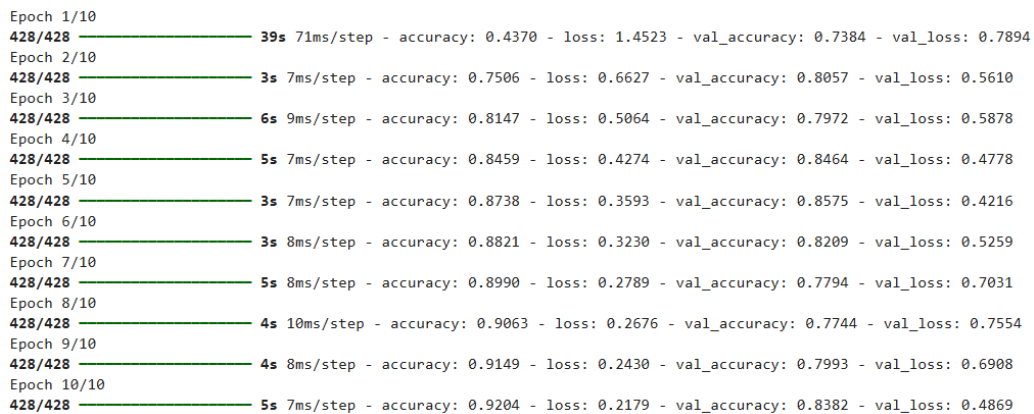 Epoch 1/10
428/428 ━━━━━━━━━━━━━━━━━━━━ 39s 71ms/step - accuracy: 0.4370 - loss: 1.4523 - val_accuracy: 0.7384 - val_loss: 0.7894
Epoch 2/10
428/428 ━━━━━━━━━━━━━━━━━━━━ 3s 7ms/step - accuracy: 0.7506 - loss: 0.6627 - val_accuracy: 0.8057 - val_loss: 0.5610
Epoch 3/10
428/428 ━━━━━━━━━━━━━━━━━━━━ 6s 9ms/step - accuracy: 0.8147 - loss: 0.5064 - val_accuracy: 0.7972 - val_loss: 0.5878
Epoch 4/10
428/428 ━━━━━━━━━━━━━━━━━━━━ 5s 7ms/step - accuracy: 0.8459 - loss: 0.4274 - val_accuracy: 0.8464 - val_loss: 0.4778
Epoch 5/10
428/428 ━━━━━━━━━━━━━━━━━━━━ 3s 7ms/step - accuracy: 0.8738 - loss: 0.3593 - val_accuracy: 0.8575 - val_loss: 0.4216
Epoch 6/10
428/428 ━━━━━━━━━━━━━━━━━━━━ 3s 8ms/step - accuracy: 0.8821 - loss: 0.3230 - val_accuracy: 0.8209 - val_loss: 0.5259
Epoch 7/10
428/428 ━━━━━━━━━━━━━━━━━━━━ 5s 8ms/step - accuracy: 0.8990 - loss: 0.2789 - val_accuracy: 0.7794 - val_loss: 0.7031
Epoch 8/10
428/428 ━━━━━━━━━━━━━━━━━━━━ 4s 10ms/step - accuracy: 0.9063 - loss: 0.2676 - val_accuracy: 0.7744 - val_loss: 0.7554
Epoch 9/10
428/428 ━━━━━━━━━━━━━━━━━━━━ 4s 8ms/step - accuracy: 0.9149 - loss: 0.2430 - val_accuracy: 0.7993 - val_loss: 0.6908
Epoch 10/10
428/428 ━━━━━━━━━━━━━━━━━━━━ 5s 7ms/step - accuracy: 0.9204 - loss: 0.2179 - val_accuracy: 0.8382 - val_loss: 0.4869